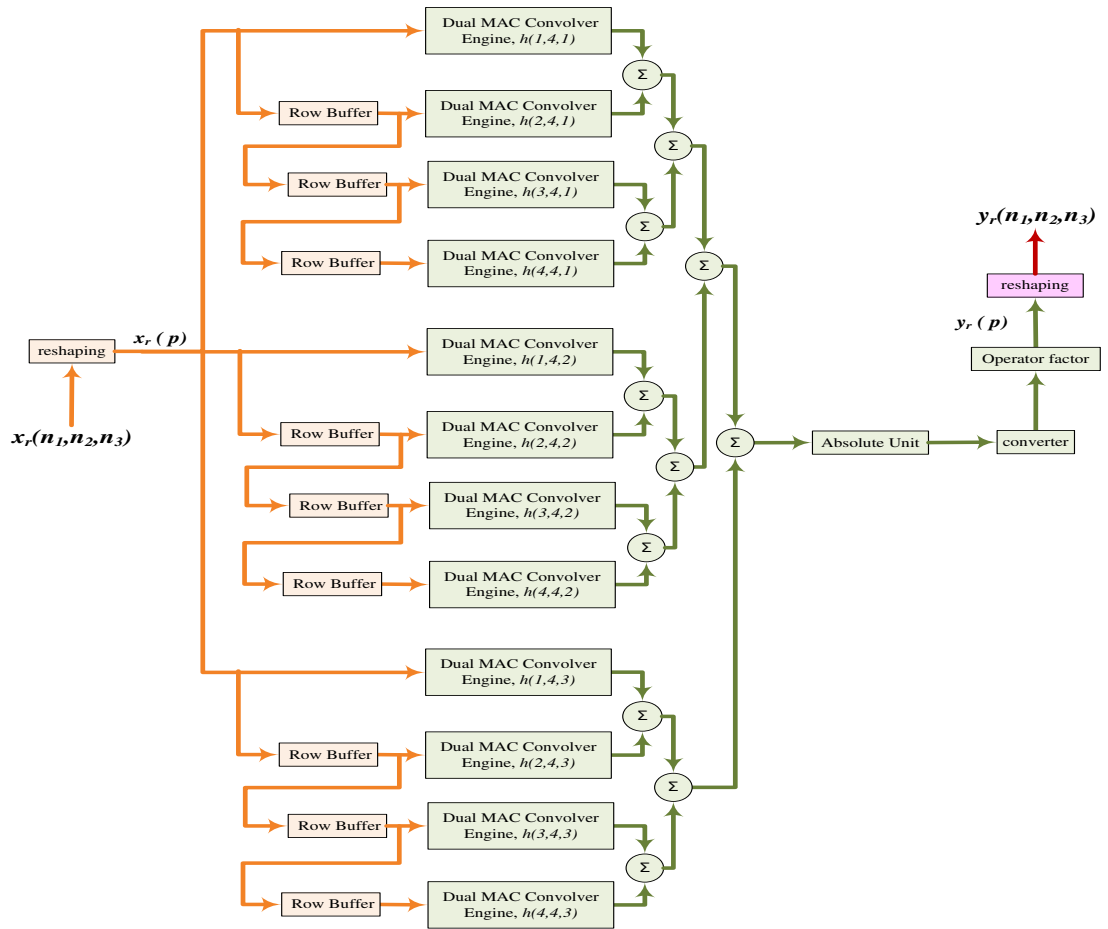 Dual MAC Convolver
Engine, h(1,4,1)
Σ
Row Buffer
Dual MAC Convolver
Engine, h(2,4,1)
Σ
Row Buffer
Dual MAC Convolver
Engine, h(3,4,1)
Σ
Row Buffer
Dual MAC Convolver
Engine, h(4,4,1)
Σ
yᵣ(n₁,n₂,n₃)
reshaping
yᵣ ( p)
Operator factor
reshaping
xᵣ ( p)
xᵣ(n₁,n₂,n₃)
Dual MAC Convolver
Engine, h(1,4,2)
Σ
Row Buffer
Dual MAC Convolver
Engine, h(2,4,2)
Σ
Σ
Absolute Unit
converter
Row Buffer
Dual MAC Convolver
Engine, h(3,4,2)
Σ
Row Buffer
Dual MAC Convolver
Engine, h(4,4,2)
Dual MAC Convolver
Engine, h(1,4,3)
Σ
Row Buffer
Dual MAC Convolver
Engine, h(2,4,3)
Σ
Row Buffer
Dual MAC Convolver
Engine, h(3,4,3)
Σ
Row Buffer
Dual MAC Convolver
Engine, h(4,4,3)